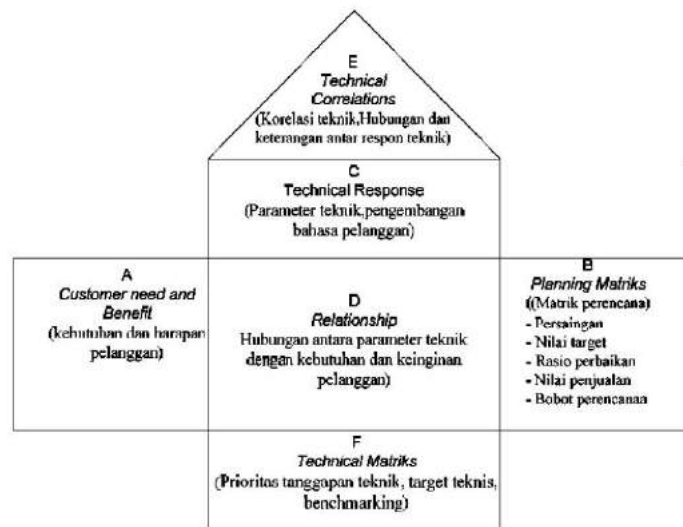 E
Technical
Correlations
(Korelasi teknik,Hubungan dan
keterangan antar respon teknik)
C
Technical Response
(Parameter teknik,pengembangan
bahasa pelanggan)
A
Customer need and
Benefit
(kebutuhan dan harapan
pelanggan)
D
Relationship
Hubungan antara parameter teknik
dengan kebutuhan dan keinginan
pelanggan)
B
Planning Matriks
((Matrik perencana)
- Persaingan
- Nilai target
- Rasio perbaikan
- Nilai penjualan
- Bobot perencanan
F
Technical Matriks
(Prioritas tanggapan teknik, target teknis,
benchmarking)